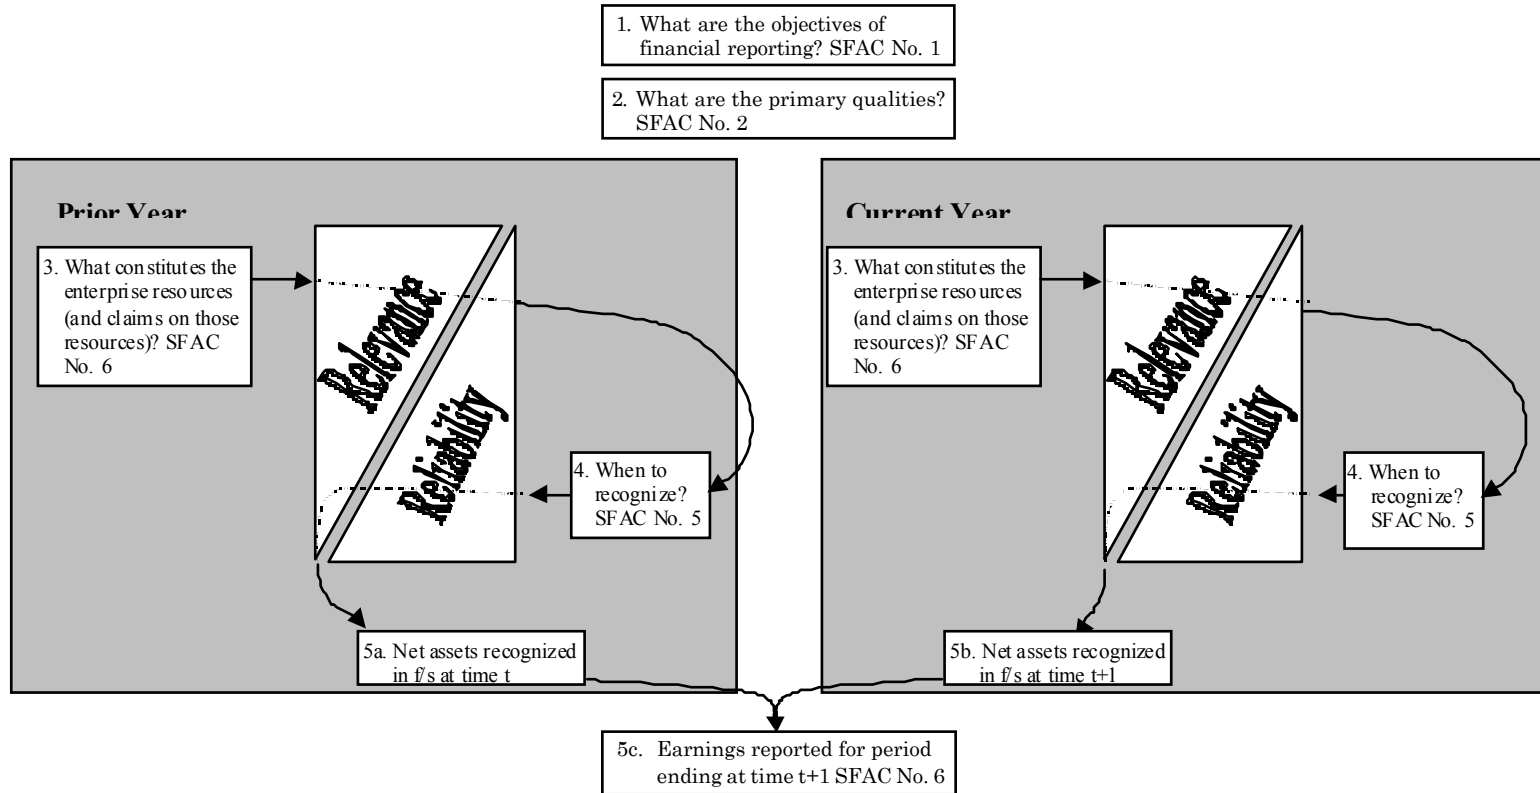 1. What are the objectives of
financial reporting? SFAC No. 1
2. What are the primary qualities?
SFAC No. 2
Prior Year
3. What constitutes the
enterprise resources
(and claims on those
resources)? SFAC
No. 6
Relevance
Reliability
4. When to
recognize?
SFAC No. 5
5a. Net assets recognized
in f/s at time t
Current Year
3. What constitutes the
enterprise resources
(and claims on those
resources)? SFAC
No. 6
Relevance
Reliability
4. When to
recognize?
SFAC No. 5
5b. Net assets recognized
in f/s at time t+1
5c. Earnings reported for period
ending at time t+1 SFAC No. 6